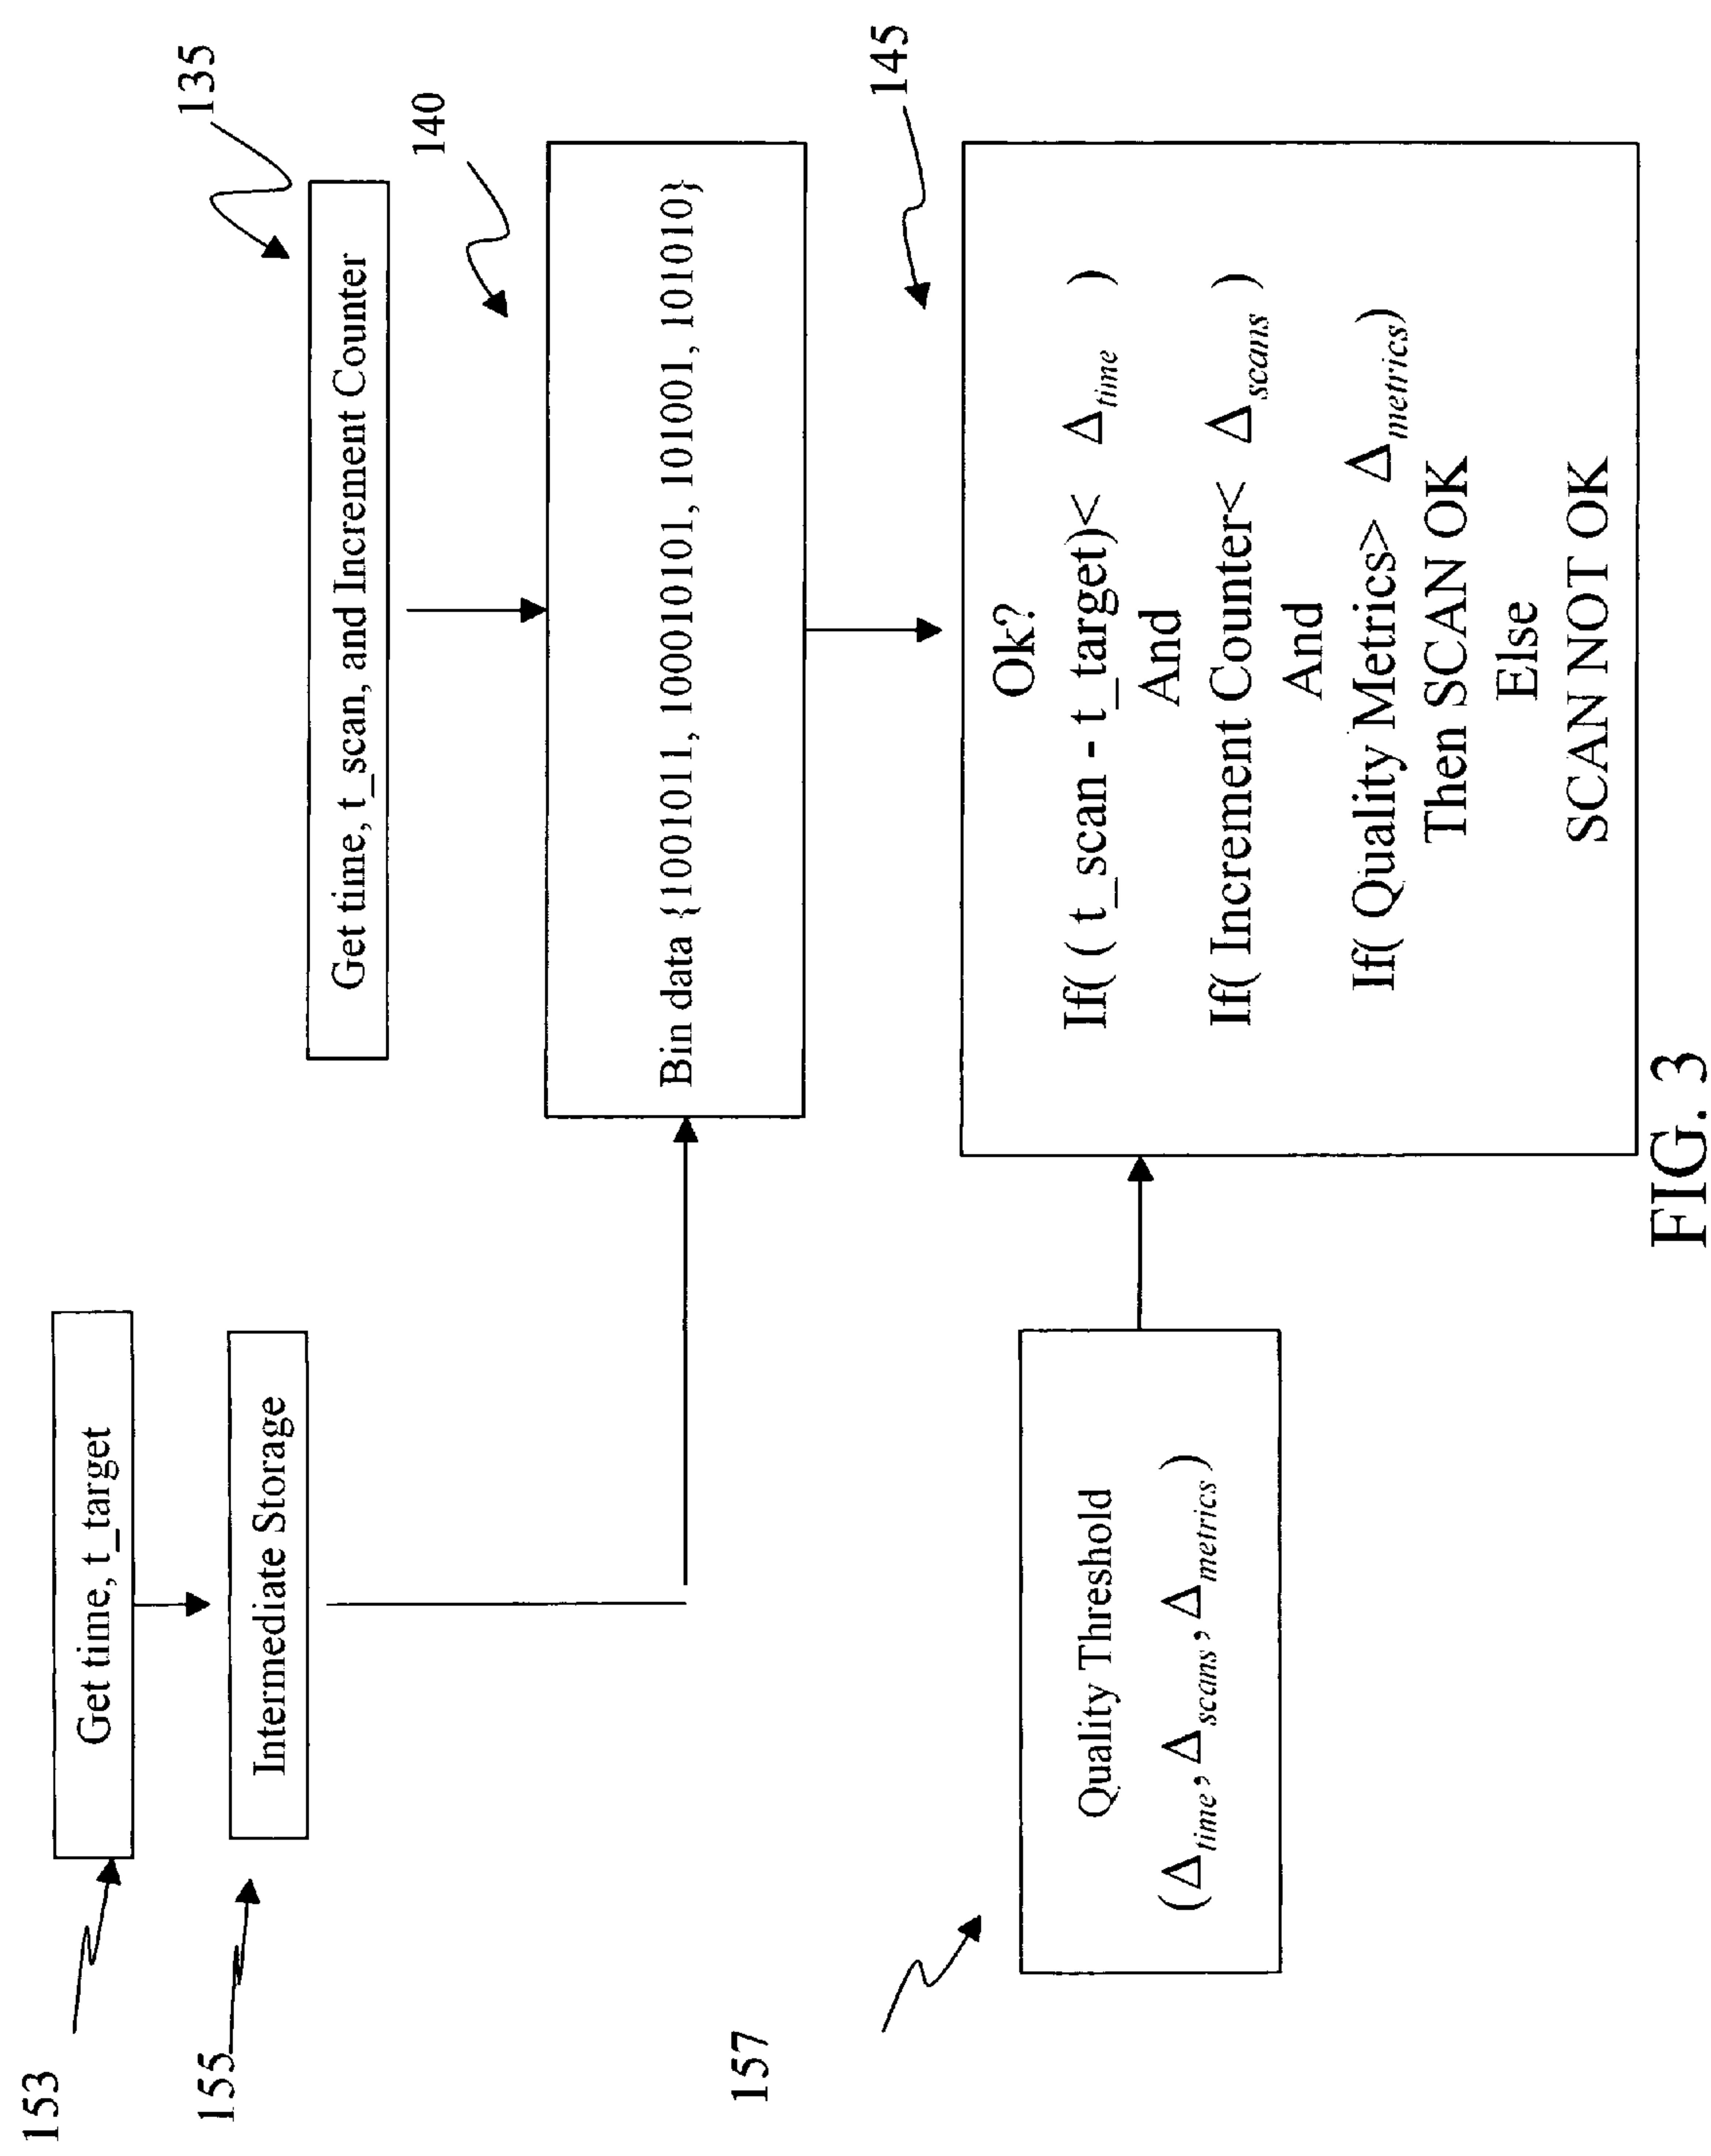 153
Get time, t_target
155
Intermediate Storage
135
Get time, t_scan, and Increment Counter
140
Bin data {1001011, 100010101, 101001, 101010}
157
Quality Threshold
(Δtime, Δscans, Δmetrics)
145
Ok?
If( ( t_scan - t_target)< Δtime )
And
If( Increment Counter< Δscans )
And
If( Quality Metrics> Δmetrics)
Then SCAN OK
Else
SCAN NOT OK
FIG. 3